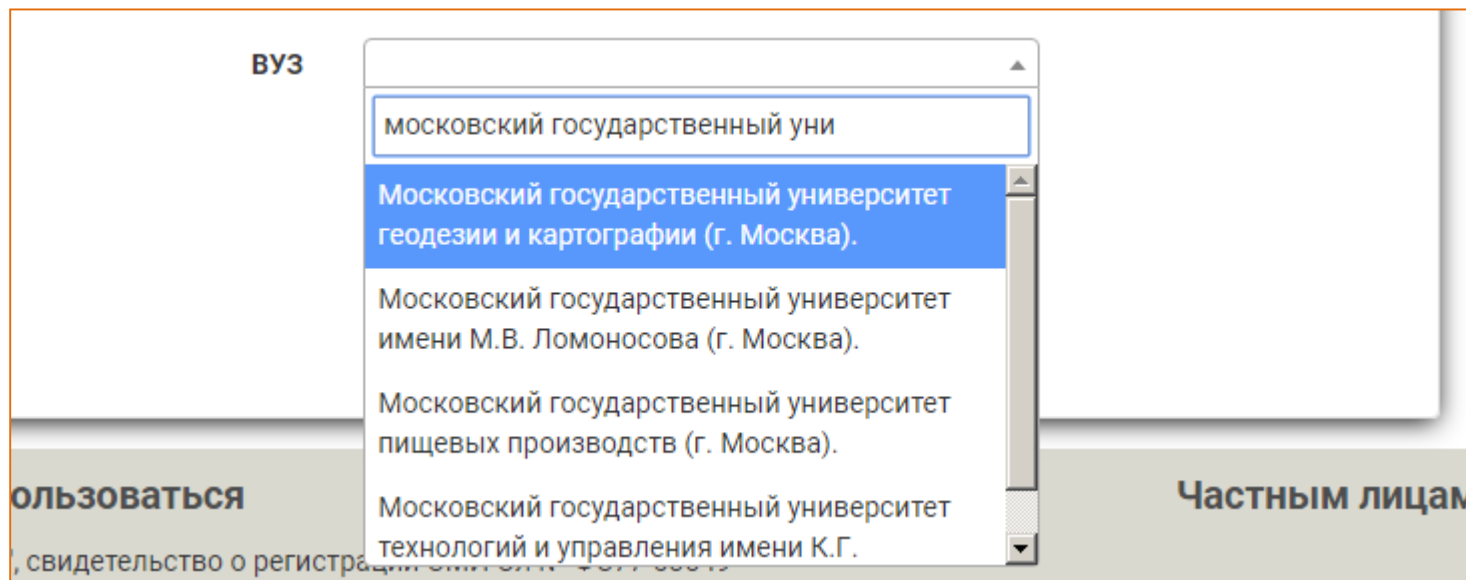 ВУЗ
московский государственный уни
Московский государственный университет
геодезии и картографии (г. Москва).
Московский государственный университет
имени М.В. Ломоносова (г. Москва).
Московский государственный университет
пищевых производств (г. Москва).
ользоваться
Частным лицам
Московский государственный университет
технологий и управления имени К.Г.
", свидетельство о регистрации